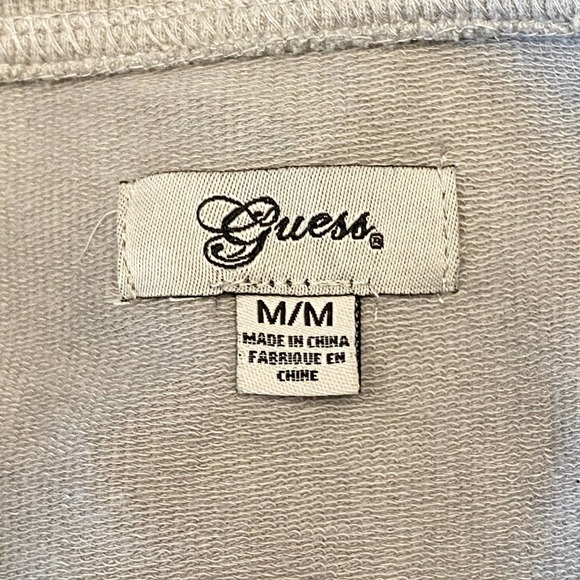 Guess®
M/M
MADE IN CHINA
FABRIQUE EN
CHINE